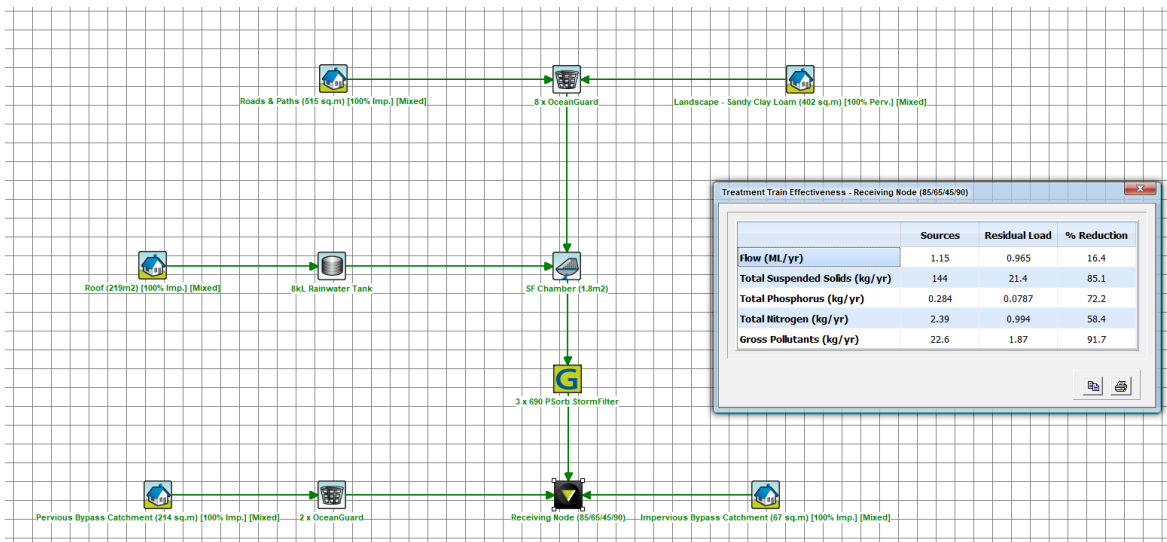 Roads & Paths (515 sq.m) [100% Imp.] [Mixed]
8 x OceanGuard
Landscape - Sandy Clay Loam (402 sq.m) [100% Perv.] [Mixed]
Roof (219m2) [100% Imp.] [Mixed]
8kL Rainwater Tank
SF Chamber (1.8m2)
G
3 x 690 PSorb StormFilter
Pervious Bypass Catchment (214 sq.m) [100% Imp.] [Mixed]
2 x OceanGuard
Receiving Node (85/65/45/90)
Impervious Bypass Catchment (67 sq.m) [100% Imp.] [Mixed]
Treatment Train Effectiveness - Receiving Node (85/65/45/90)
Sources Residual Load % Reduction
Flow (ML/yr) 1.15 0.965 16.4
Total Suspended Solids (kg/yr) 144 21.4 85.1
Total Phosphorus (kg/yr) 0.284 0.0787 72.2
Total Nitrogen (kg/yr) 2.39 0.994 58.4
Gross Pollutants (kg/yr) 22.6 1.87 91.7